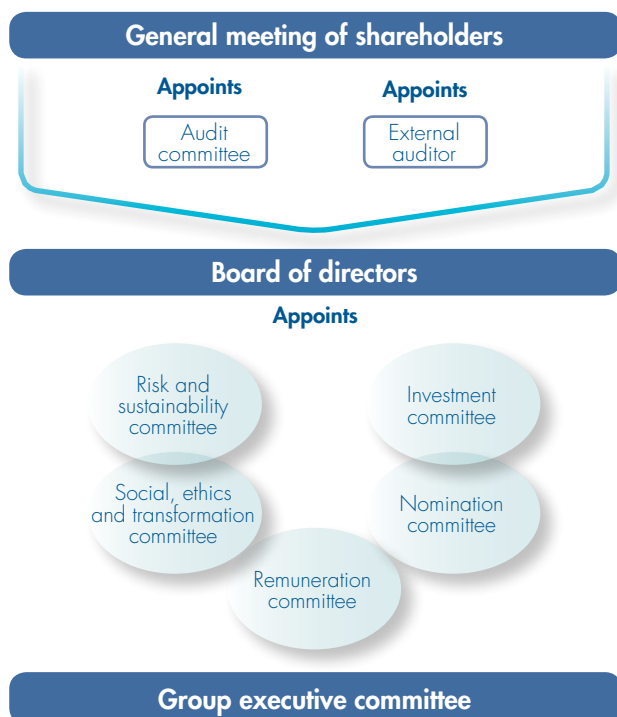 General meeting of shareholders
Appoints
Appoints
Audit
committee
External
auditor
Board of directors
Appoints
Risk and
sustainability
committee
Investment
committee
Social, ethics
and transformation
committee
Nomination
committee
Remuneration
committee
Group executive committee